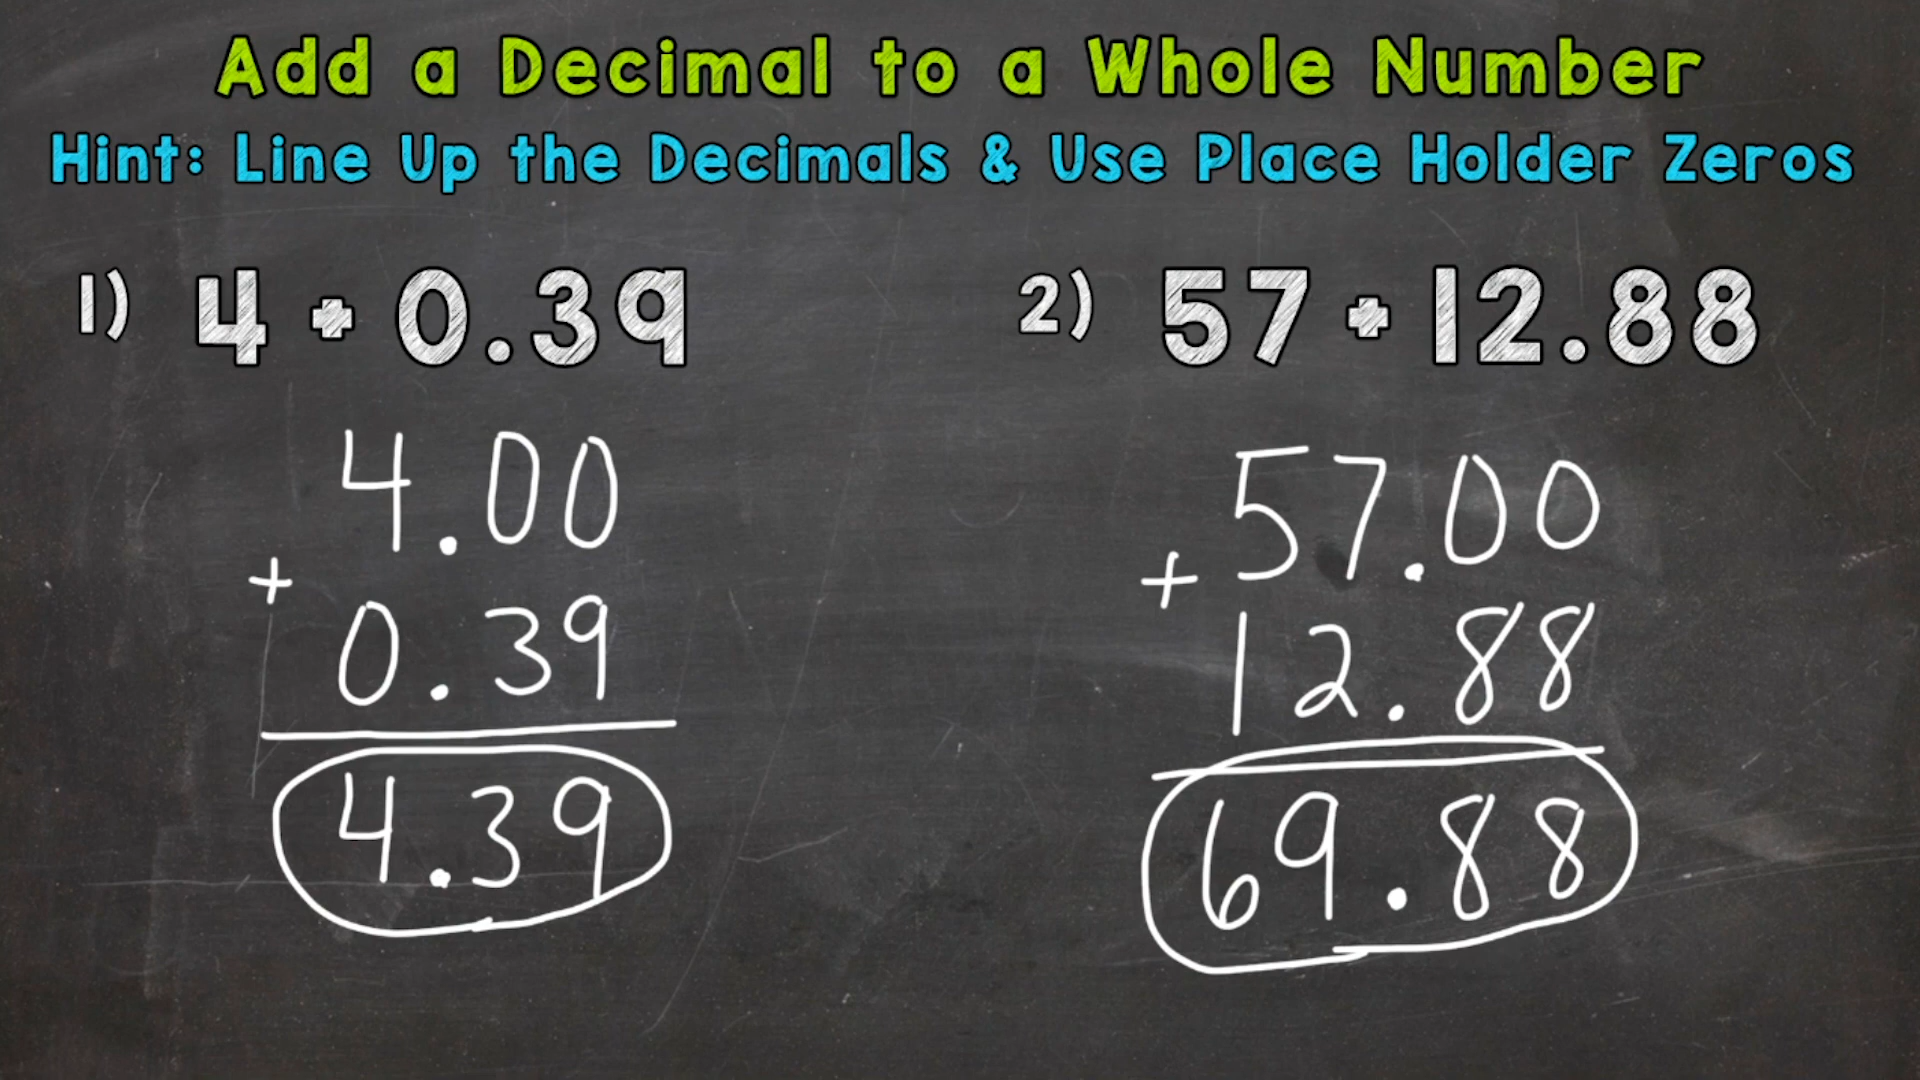 Add a Decimal to a Whole Number
Hint: Line Up the Decimals & Use Place Holder Zeros
1) 4 + 0.39
4.00
+
0.39
4.39
2) 57 + 12.88
57.00
+
12.88
69.88